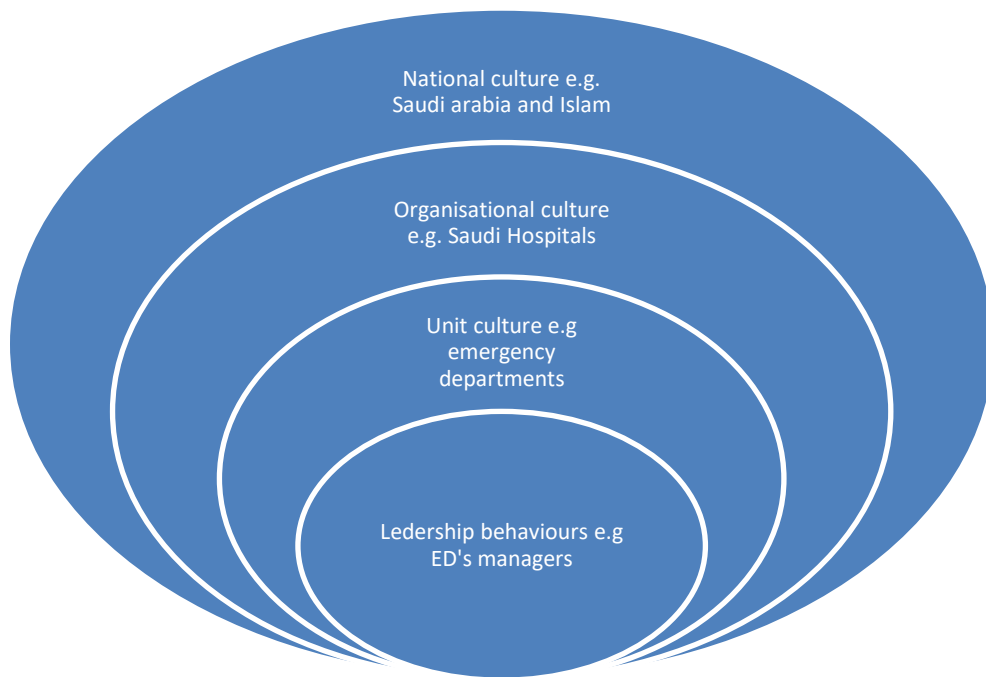 National culture e.g.
Saudi arabia and Islam
Organisational culture
e.g. Saudi Hospitals
Unit culture e.g
emergency
departments
Ledership behaviours e.g
ED's managers